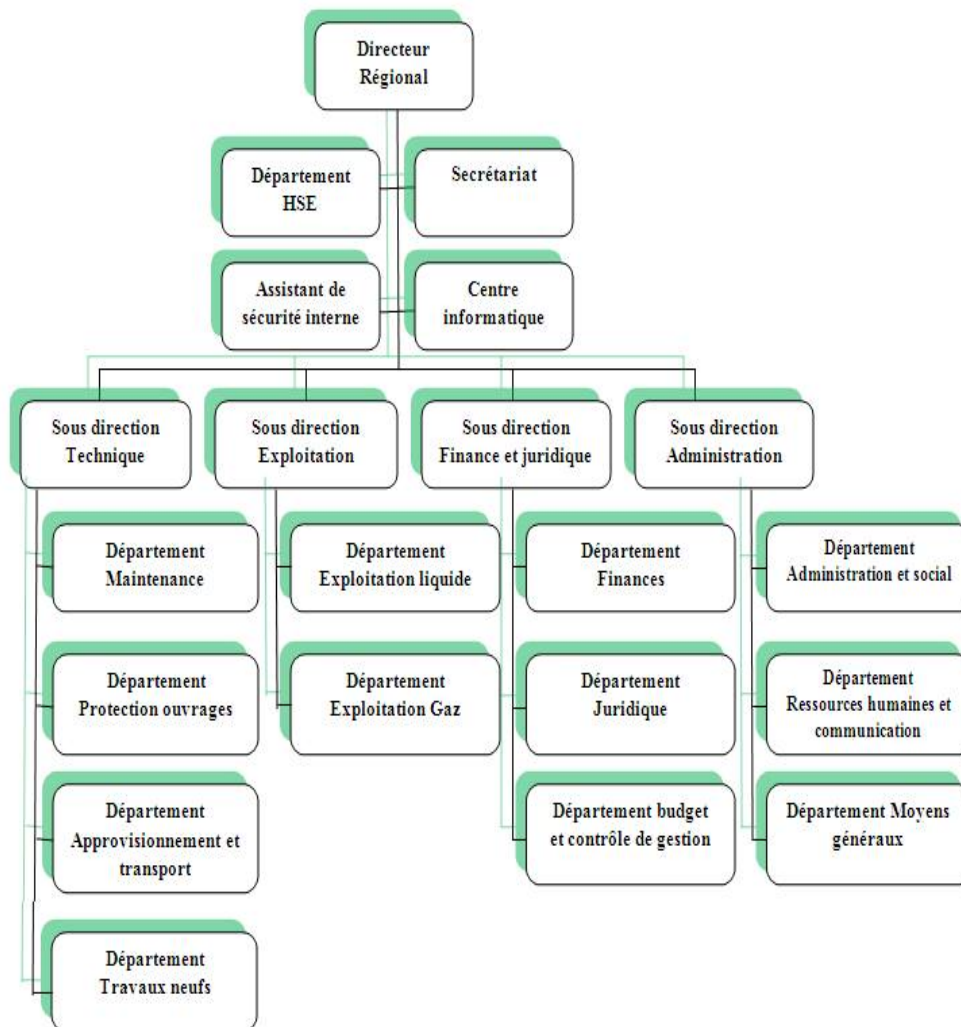 Directeur
Régional
Département
HSE
Secrétariat
Assistant de
sécurité interne
Centre
informatique
Sous direction
Technique
Sous direction
Exploitation
Sous direction
Finance et juridique
Sous direction
Administration
Département
Maintenance
Département
Exploitation liquide
Département
Finances
Département
Administration et social
Département
Protection ouvrages
Département
Exploitation Gaz
Département
Juridique
Département
Ressources humaines et
communication
Département
Approvisionnement et
transport
Département budget
et contrôle de gestion
Département Moyens
généraux
Département
Travaux neufs